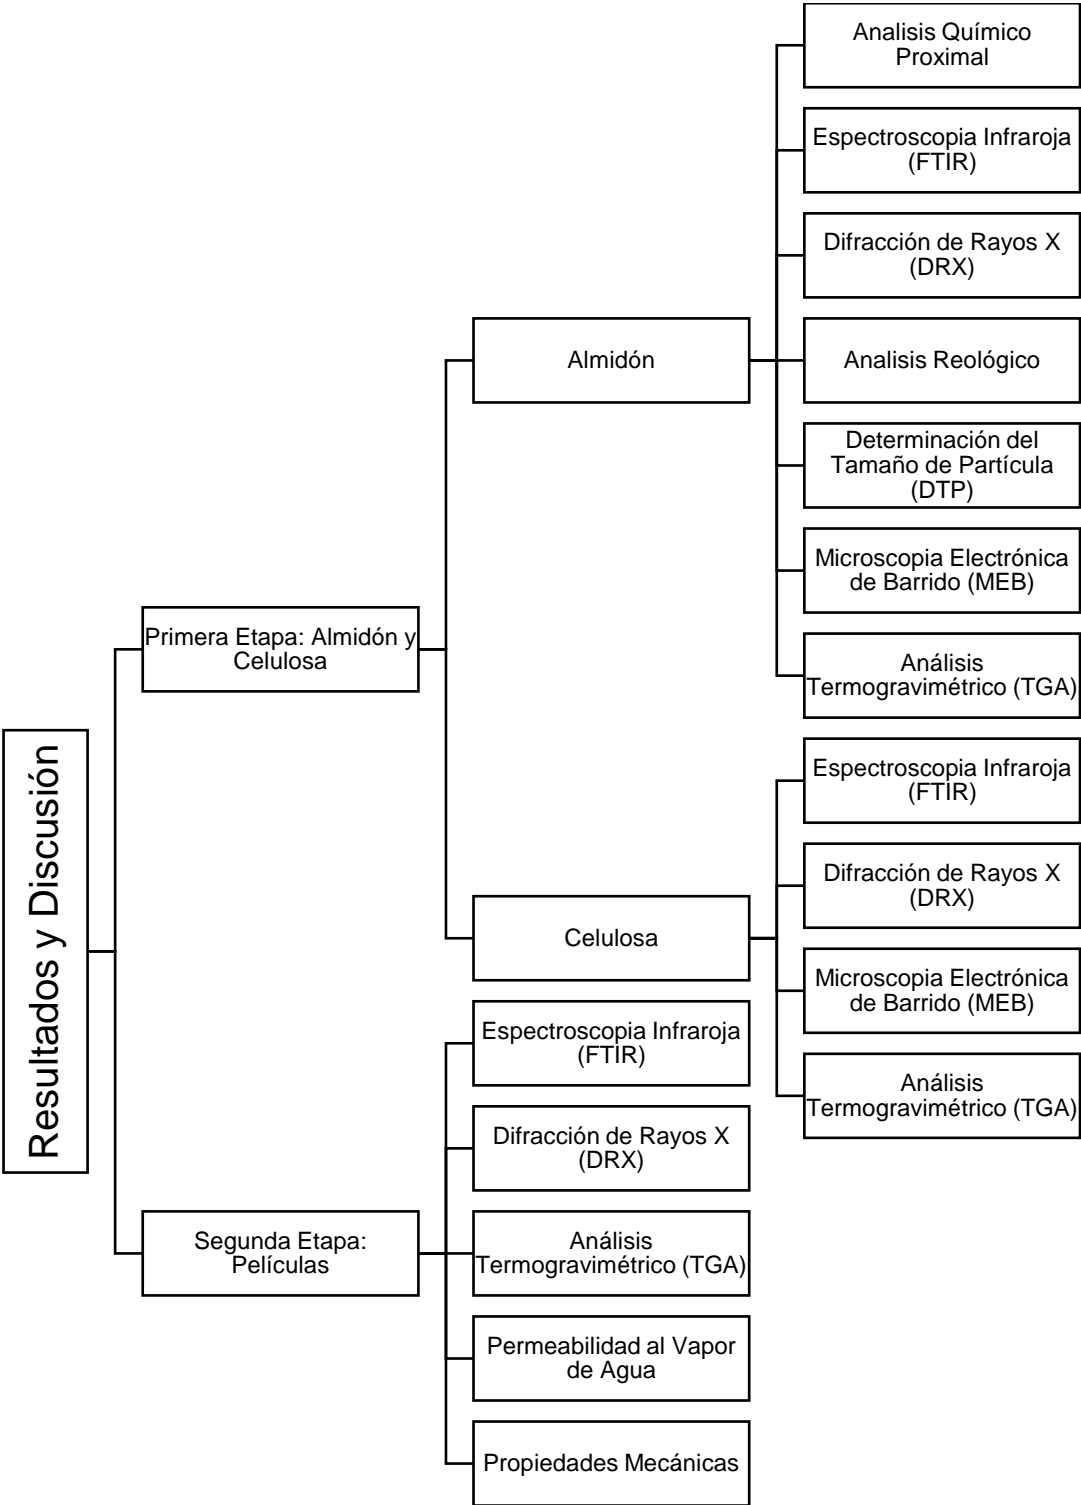 Resultados y Discusión
Primera Etapa: Almidón y
Celulosa
Almidón
Analisis Químico
Proximal
Espectroscopia Infraroja
(FTIR)
Difracción de Rayos X
(DRX)
Analisis Reológico
Determinación del
Tamaño de Partícula
(DTP)
Microscopia Electrónica
de Barrido (MEB)
Análisis
Termogravimétrico (TGA)
Celulosa
Espectroscopia Infraroja
(FTIR)
Difracción de Rayos X
(DRX)
Microscopia Electrónica
de Barrido (MEB)
Análisis
Termogravimétrico (TGA)
Segunda Etapa:
Películas
Espectroscopia Infraroja
(FTIR)
Difracción de Rayos X
(DRX)
Análisis
Termogravimétrico (TGA)
Permeabilidad al Vapor
de Agua
Propiedades Mecánicas